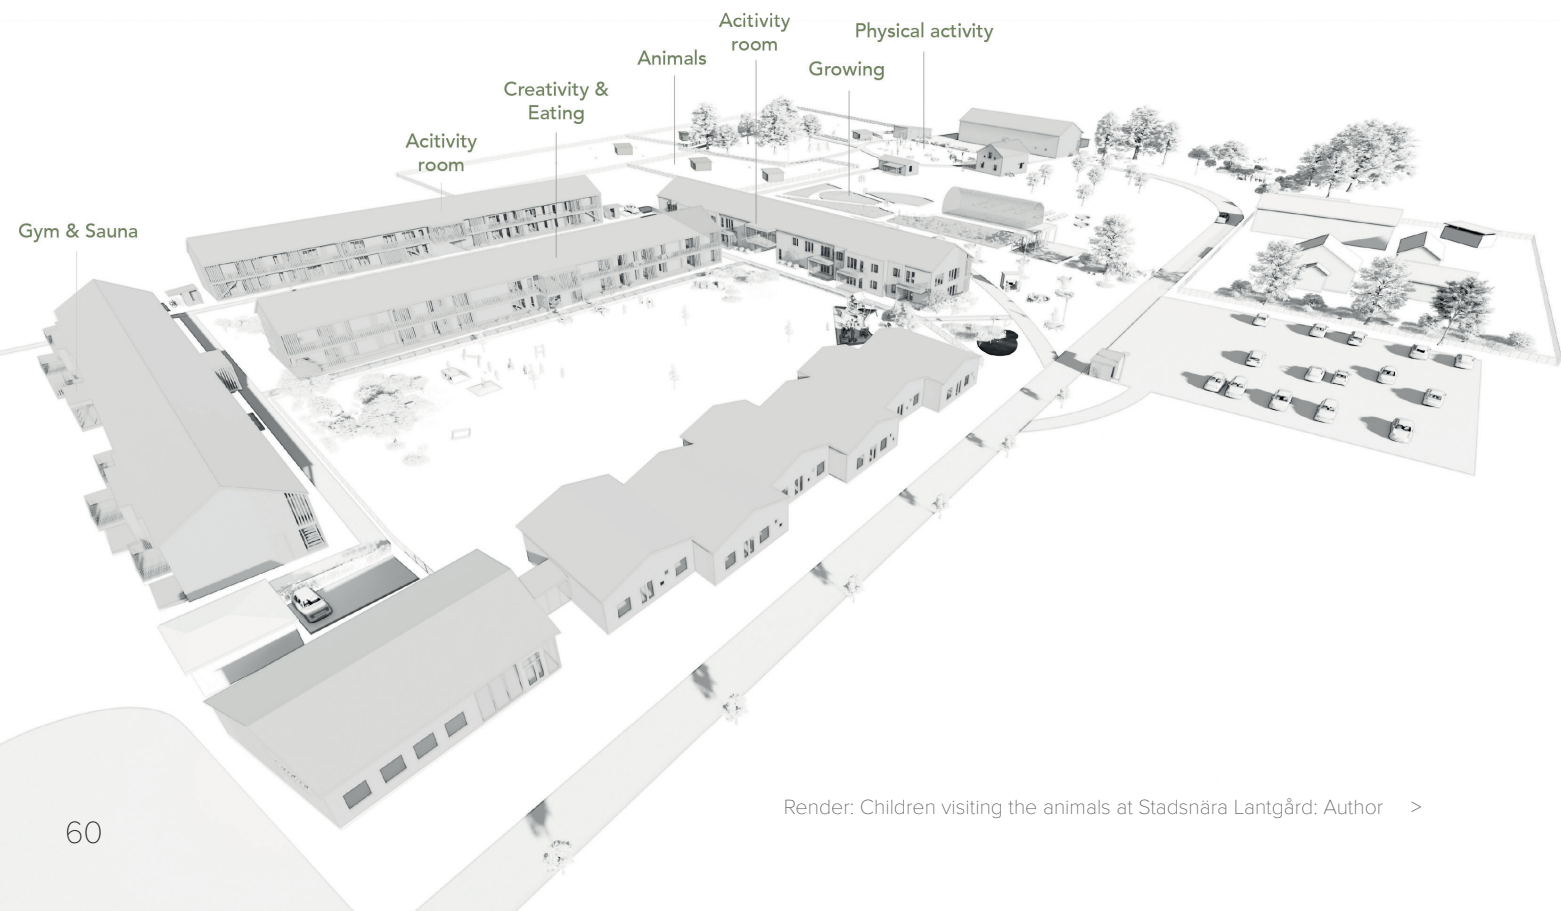 Acitivity
room
Physical activity
Animals
Growing
Creativity &
Eating
Acitivity
room
Gym & Sauna
Render: Children visiting the animals at Stadsnära Lantgård: Author >
60